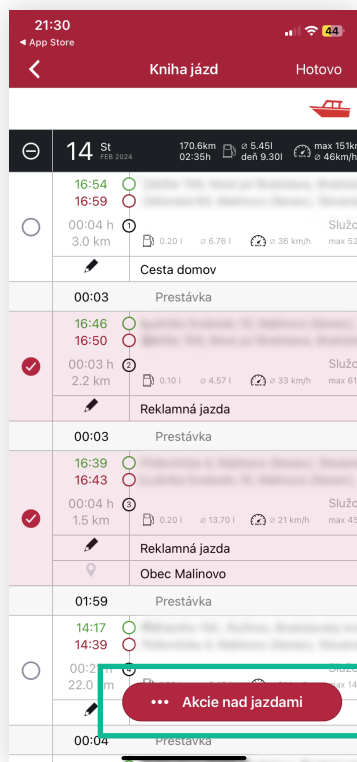 21:30
44
◀ App Store
Kniha jázd
Hotovo
14 St
FEB 2024
170.6km
02:35h
⌀ 5.45l
deň 9.30l
max 151km
⌀ 46km/h
16:54
16:59
00:04 h
3.0 km
1
0.20 l
⌀ 6.76 l
⌀ 36 km/h
Služo
max 52
Cesta domov
00:03
Prestávka
16:46
16:50
00:03 h
2.2 km
2
0.10 l
⌀ 4.57 l
⌀ 33 km/h
Služo
max 61
Reklamná jazda
00:03
Prestávka
16:39
16:43
00:04 h
1.5 km
3
0.20 l
⌀ 13.70 l
⌀ 21 km/h
Služo
max 45
Reklamná jazda
Obec Malinovo
01:59
Prestávka
14:17
14:39
22.0 km
max 14
••• Akcie nad jazdami
00:04
Prestávka